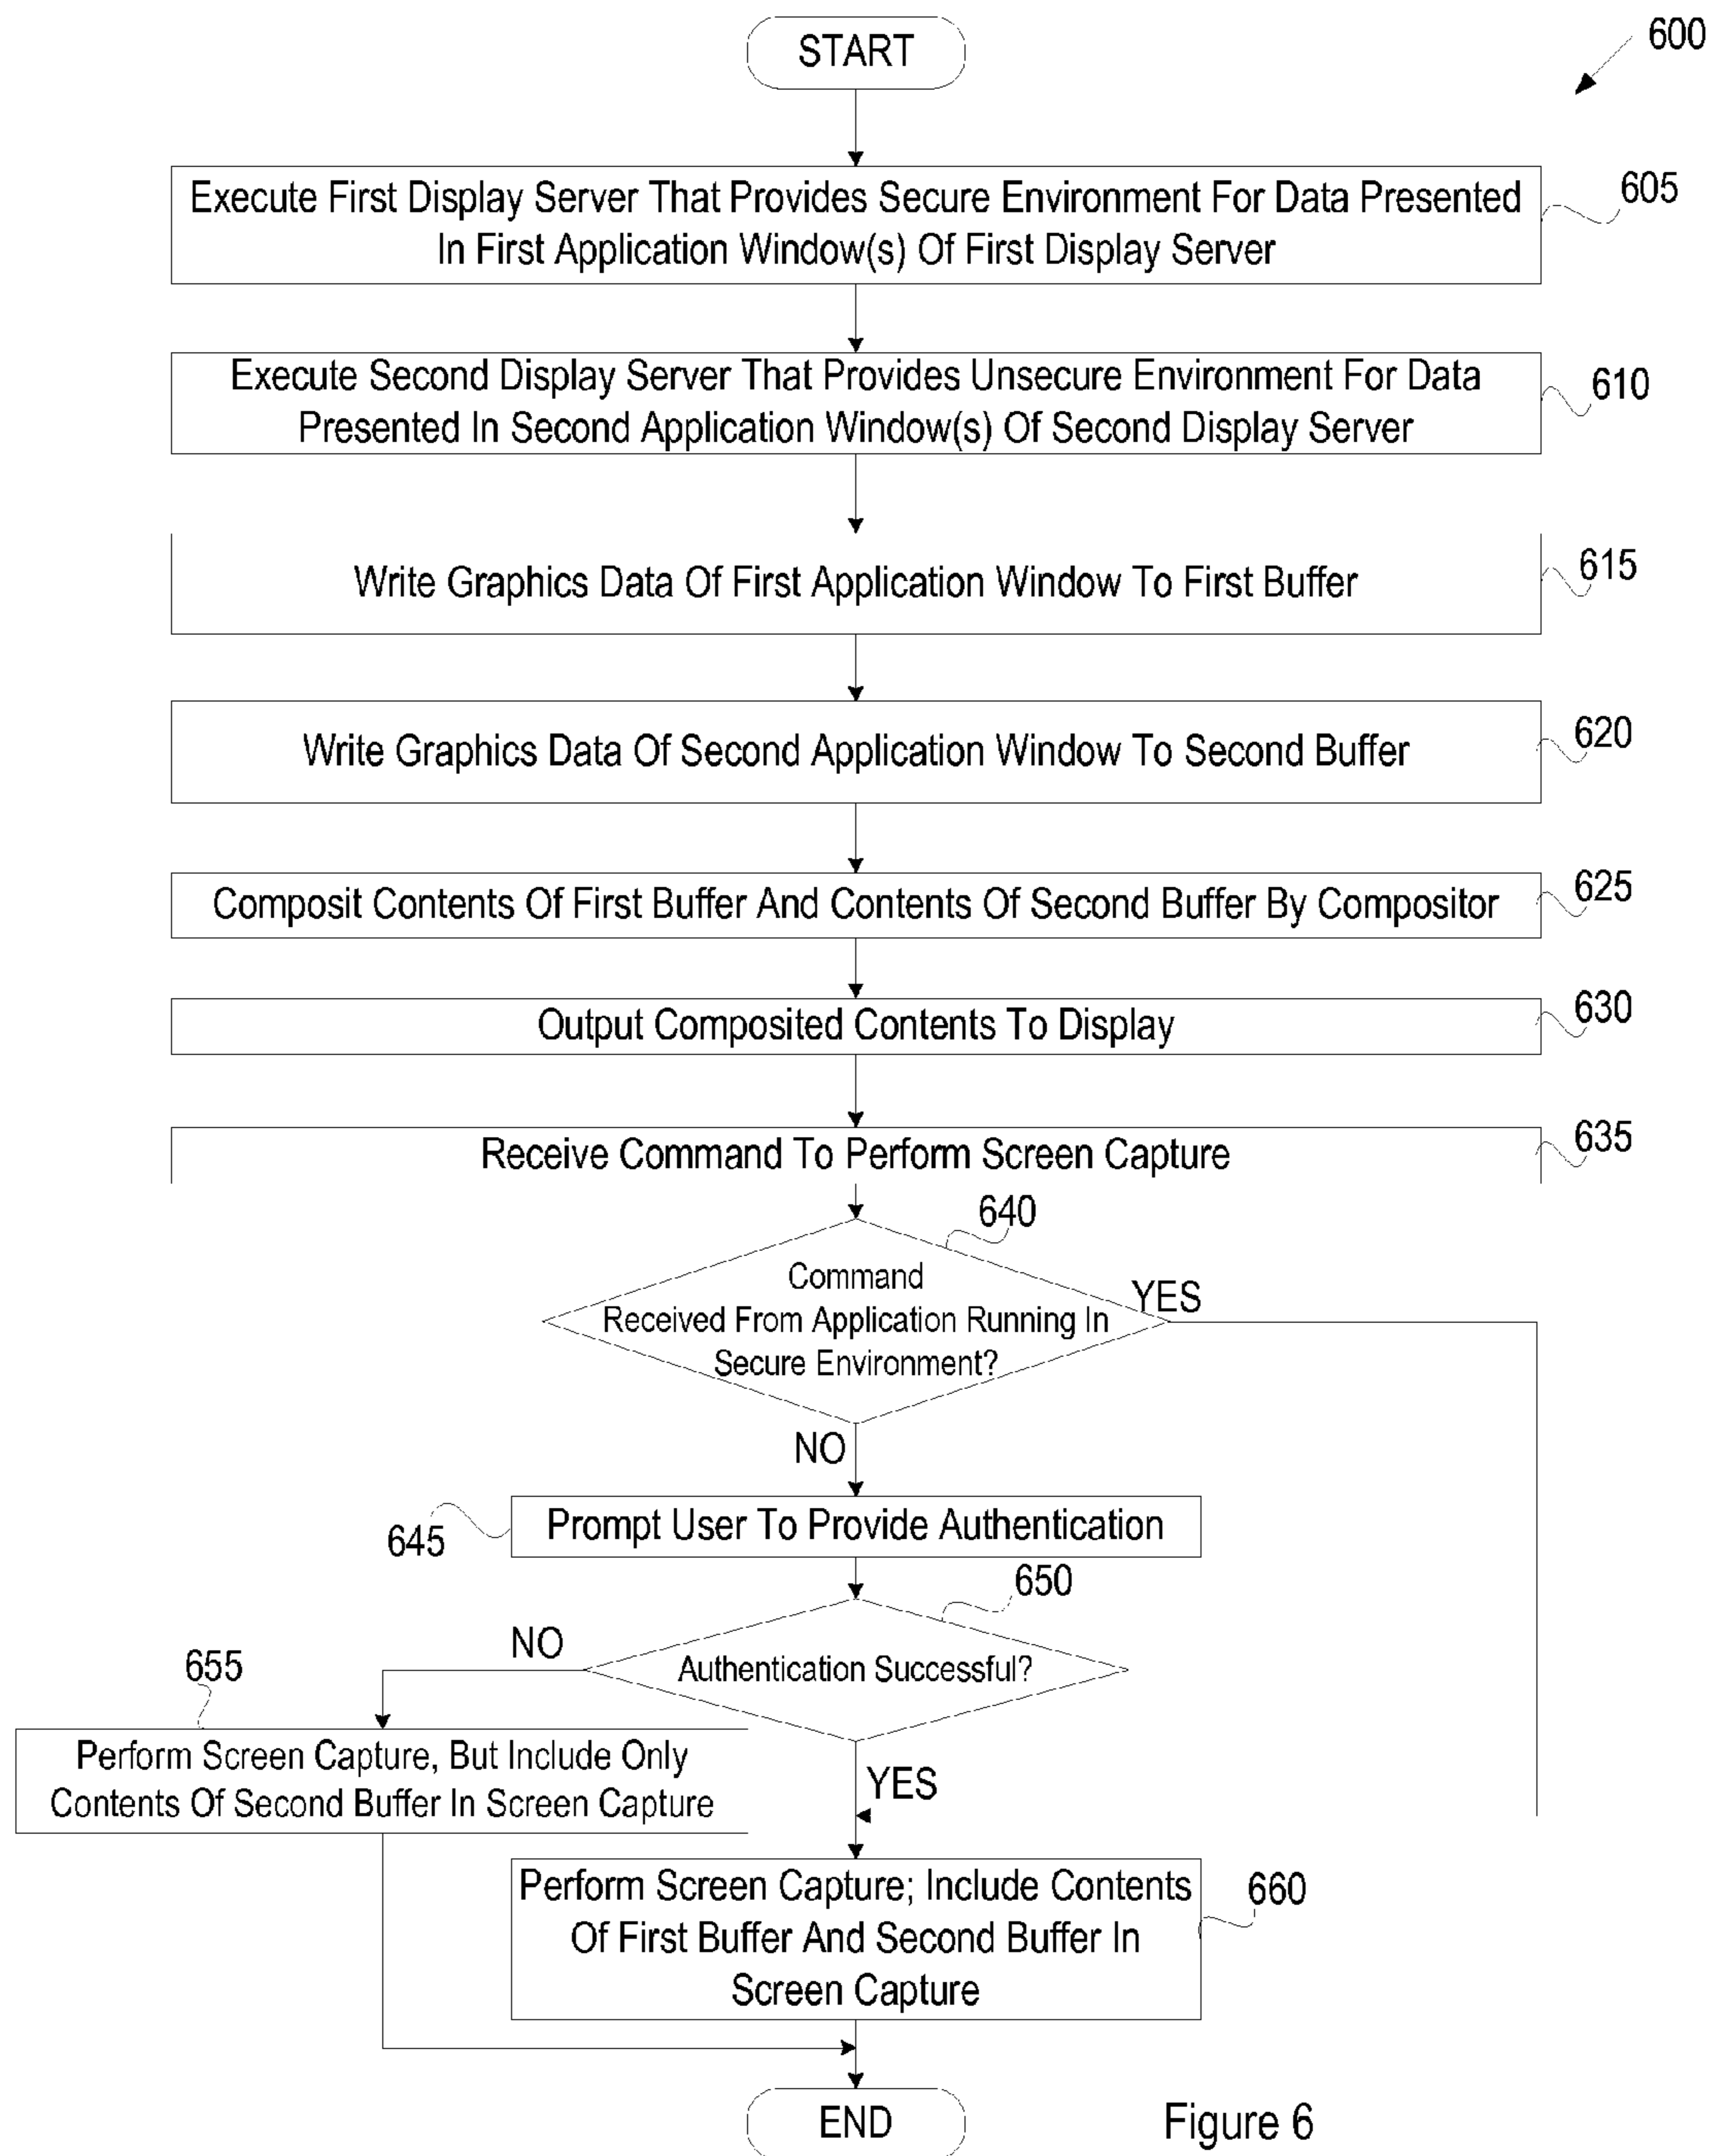 START
600
Execute First Display Server That Provides Secure Environment For Data Presented
In First Application Window(s) Of First Display Server
605
Execute Second Display Server That Provides Unsecure Environment For Data
Presented In Second Application Window(s) Of Second Display Server
610
Write Graphics Data Of First Application Window To First Buffer
615
Write Graphics Data Of Second Application Window To Second Buffer
620
Composit Contents Of First Buffer And Contents Of Second Buffer By Compositor
625
Output Composited Contents To Display
630
Receive Command To Perform Screen Capture
635
640
Command
Received From Application Running In
Secure Environment?
YES
NO
Prompt User To Provide Authentication
645
650
Authentication Successful?
NO
655
Perform Screen Capture, But Include Only
Contents Of Second Buffer In Screen Capture
YES
Perform Screen Capture; Include Contents
Of First Buffer And Second Buffer In
Screen Capture
660
END
Figure 6